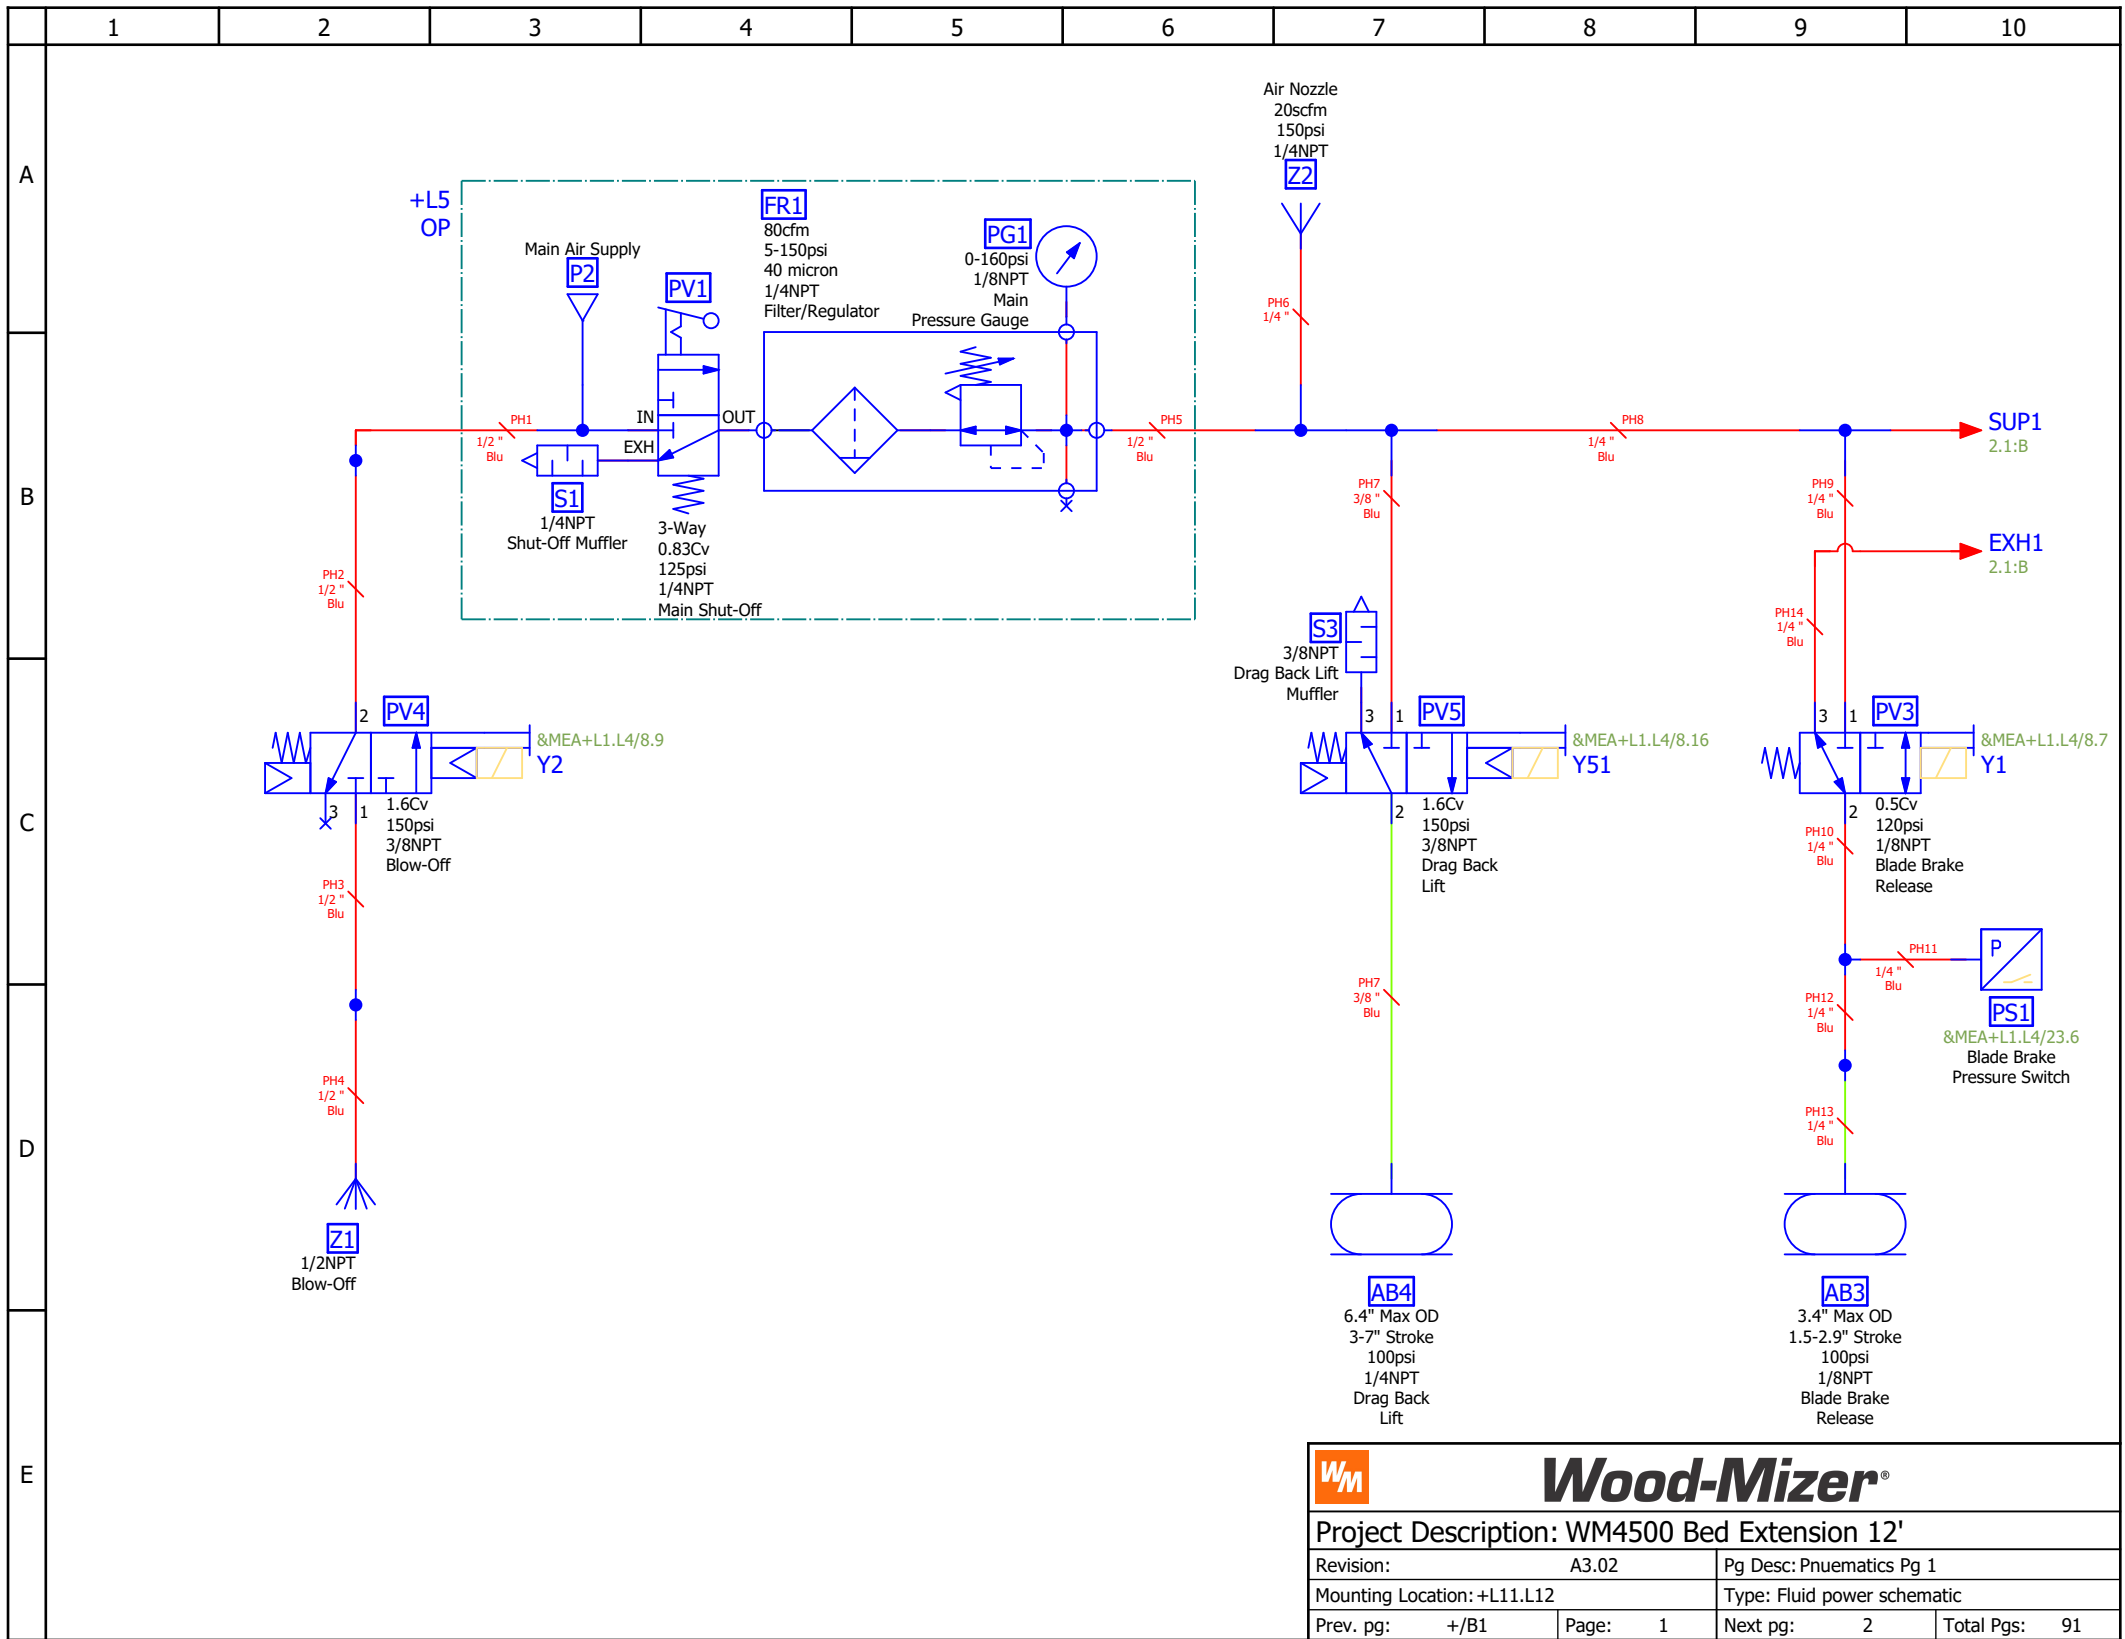 1 2 3 4 5 6 7 8 9 10
A
B
C
D
E
+L5
OP
Main Air Supply
P2
PV1
FR1
80cfm
5-150psi
40 micron
1/4NPT
Filter/Regulator
PG1
0-160psi
1/8NPT
Main
Pressure Gauge
Air Nozzle
20scfm
150psi
1/4NPT
Z2
PH6
1/4 "
PH1
1/2 "
Blu
IN
OUT
EXH
S1
1/4NPT
Shut-Off Muffler
3-Way
0.83Cv
125psi
1/4NPT
Main Shut-Off
PH5
1/2 "
Blu
PH8
1/4 "
Blu
SUP1
2.1:B
PH7
3/8 "
Blu
PH9
1/4 "
Blu
EXH1
2.1:B
PH2
1/2 "
Blu
PH14
1/4 "
Blu
S3
3/8NPT
Drag Back Lift
Muffler
2
PV4
&MEA+L1.L4/8.9
Y2
3
1
1.6Cv
150psi
3/8NPT
Blow-Off
3
1
PV5
&MEA+L1.L4/8.16
Y51
2
1.6Cv
150psi
3/8NPT
Drag Back
Lift
3
1
PV3
&MEA+L1.L4/8.7
Y1
2
0.5Cv
120psi
1/8NPT
Blade Brake
Release
PH10
1/4 "
Blu
PH3
1/2 "
Blu
PH11
1/4 "
Blu
P
PS1
&MEA+L1.L4/23.6
Blade Brake
Pressure Switch
PH7
3/8 "
Blu
PH12
1/4 "
Blu
PH4
1/2 "
Blu
PH13
1/4 "
Blu
Z1
1/2NPT
Blow-Off
AB4
6.4" Max OD
3-7" Stroke
100psi
1/4NPT
Drag Back
Lift
AB3
3.4" Max OD
1.5-2.9" Stroke
100psi
1/8NPT
Blade Brake
Release
WM
Wood-Mizer®
Project Description: WM4500 Bed Extension 12'
Revision: A3.02
Pg Desc: Pnuematics Pg 1
Mounting Location: +L11.L12
Type: Fluid power schematic
Prev. pg: +/B1 Page: 1 Next pg: 2 Total Pgs: 91